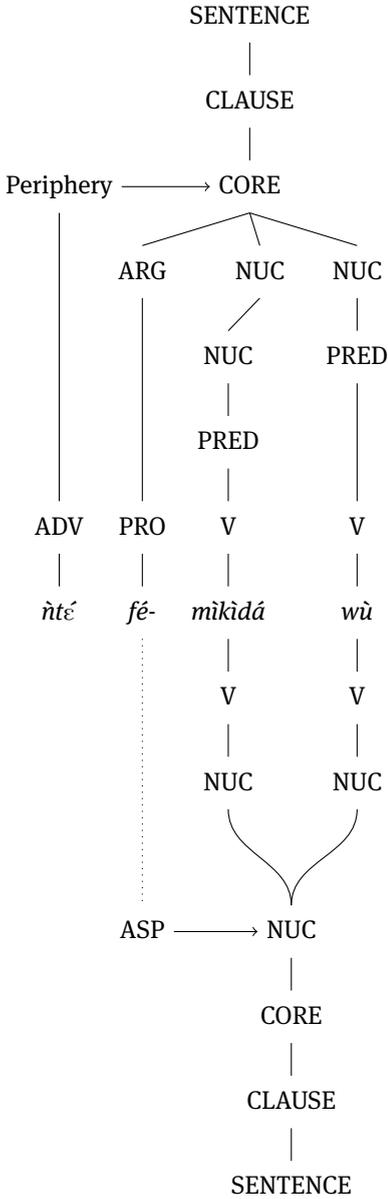 SENTENCE
CLAUSE
Periphery CORE
ARG NUC NUC
NUC PRED
PRED
ADV PRO V V
ǹtɛ́ fé- mìkìdá wù
V V
NUC NUC
ASP NUC
CORE
CLAUSE
SENTENCE